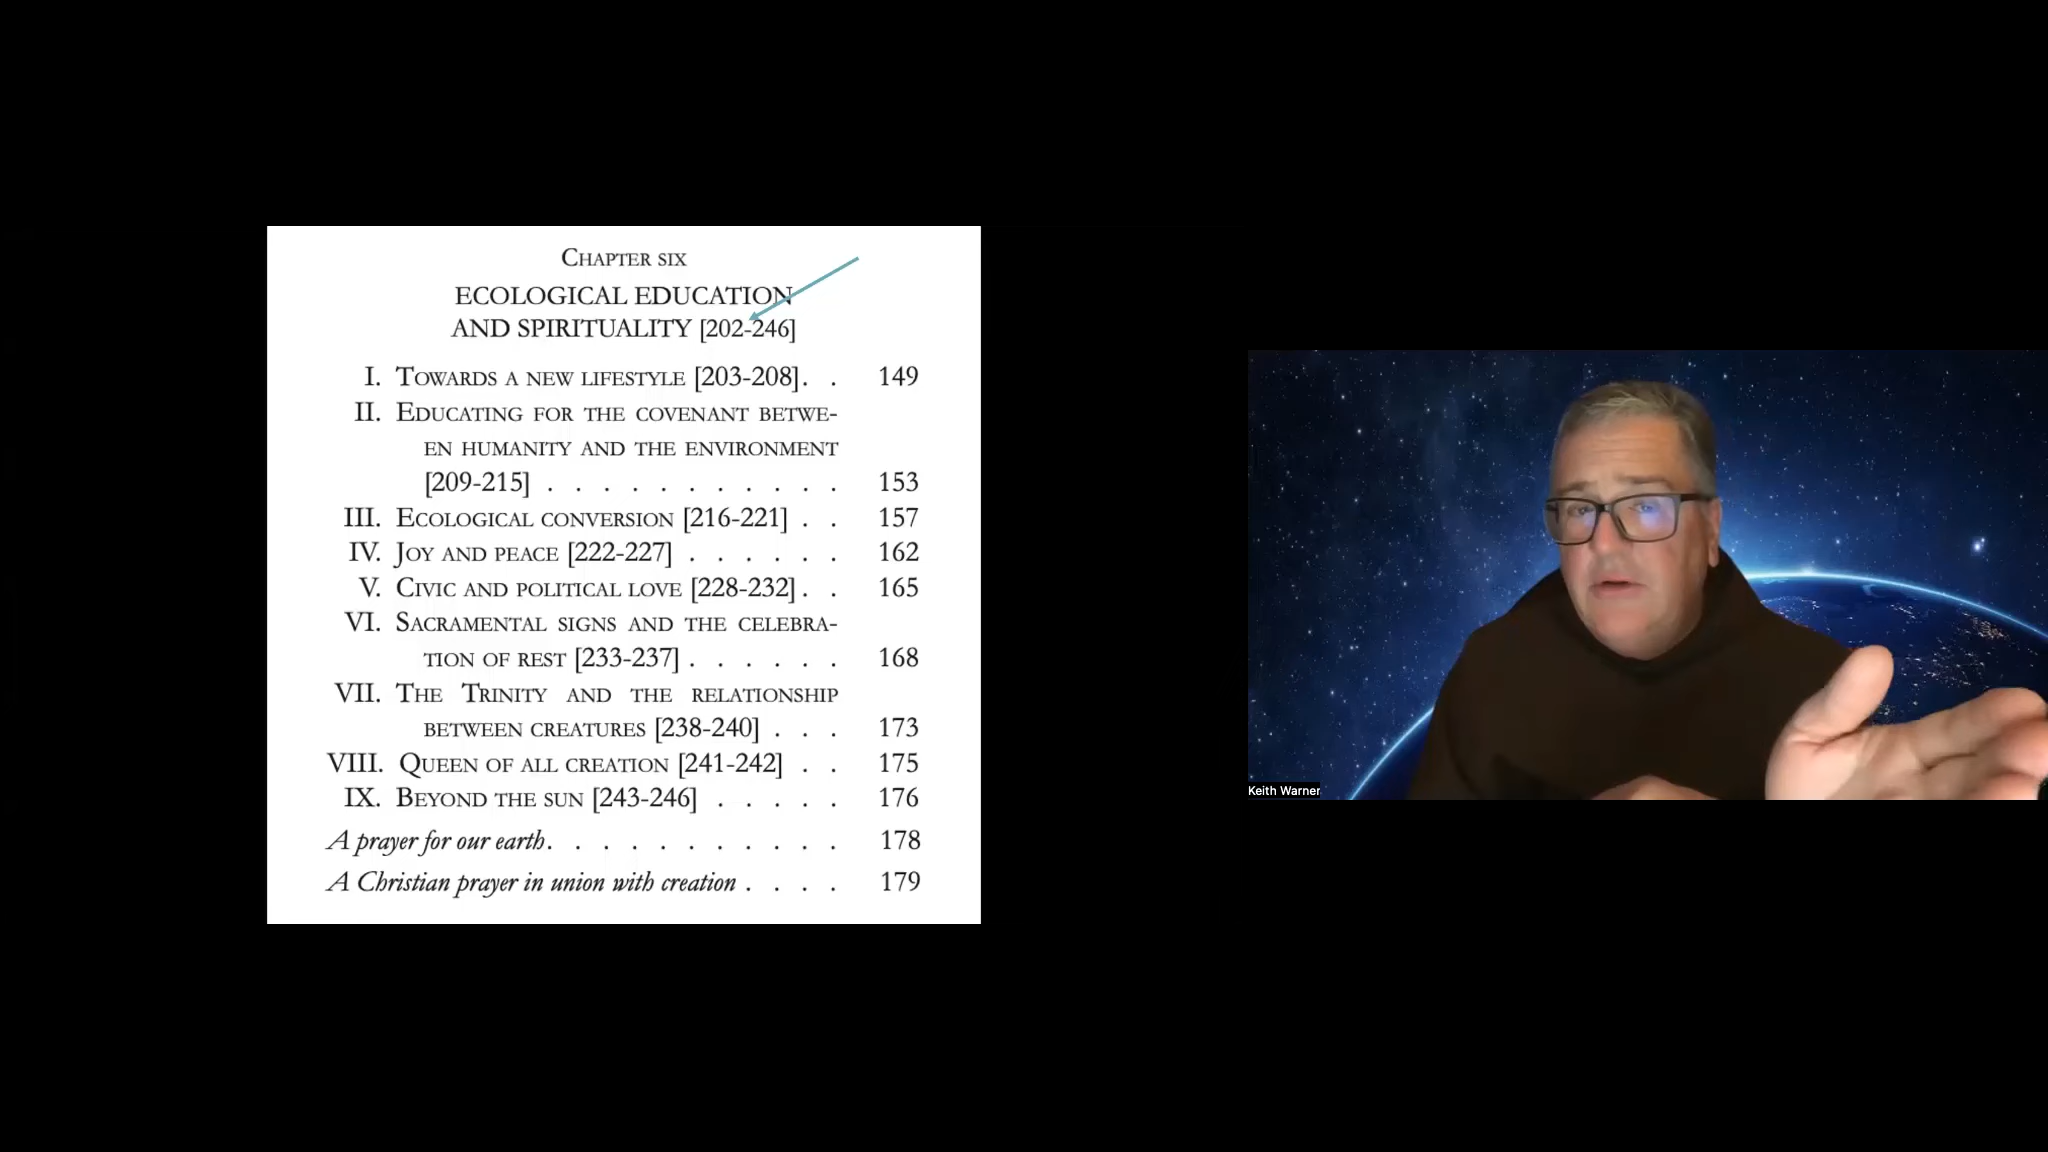 CHAPTER SIX
ECOLOGICAL EDUCATION
AND SPIRITUALITY [202-246]
I. TOWARDS A NEW LIFESTYLE [203-208]. . 149
II. EDUCATING FOR THE COVENANT BETWE-
EN HUMANITY AND THE ENVIRONMENT
[209-215] . . . . . . . . . . . 153
III. ECOLOGICAL CONVERSION [216-221] . . 157
IV. JOY AND PEACE [222-227] . . . . . . 162
V. CIVIC AND POLITICAL LOVE [228-232]. . 165
VI. SACRAMENTAL SIGNS AND THE CELEBRA-
TION OF REST [233-237] . . . . . . 168
VII. THE TRINITY AND THE RELATIONSHIP
BETWEEN CREATURES [238-240] . . . 173
VIII. QUEEN OF ALL CREATION [241-242] . . 175
IX. BEYOND THE SUN [243-246] . . . . . 176
A prayer for our earth. . . . . . . . . . . 178
A Christian prayer in union with creation . . . . 179
Keith Warner